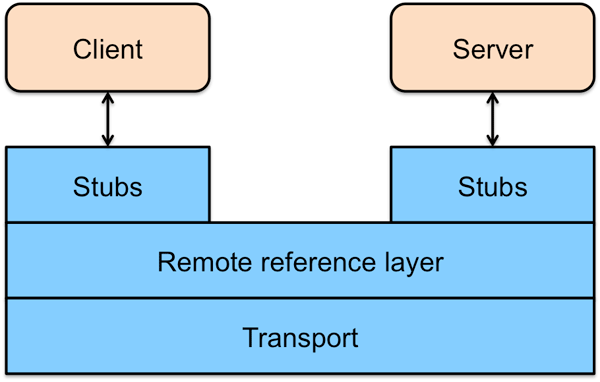 Client
Server
Stubs
Stubs
Remote reference layer
Transport